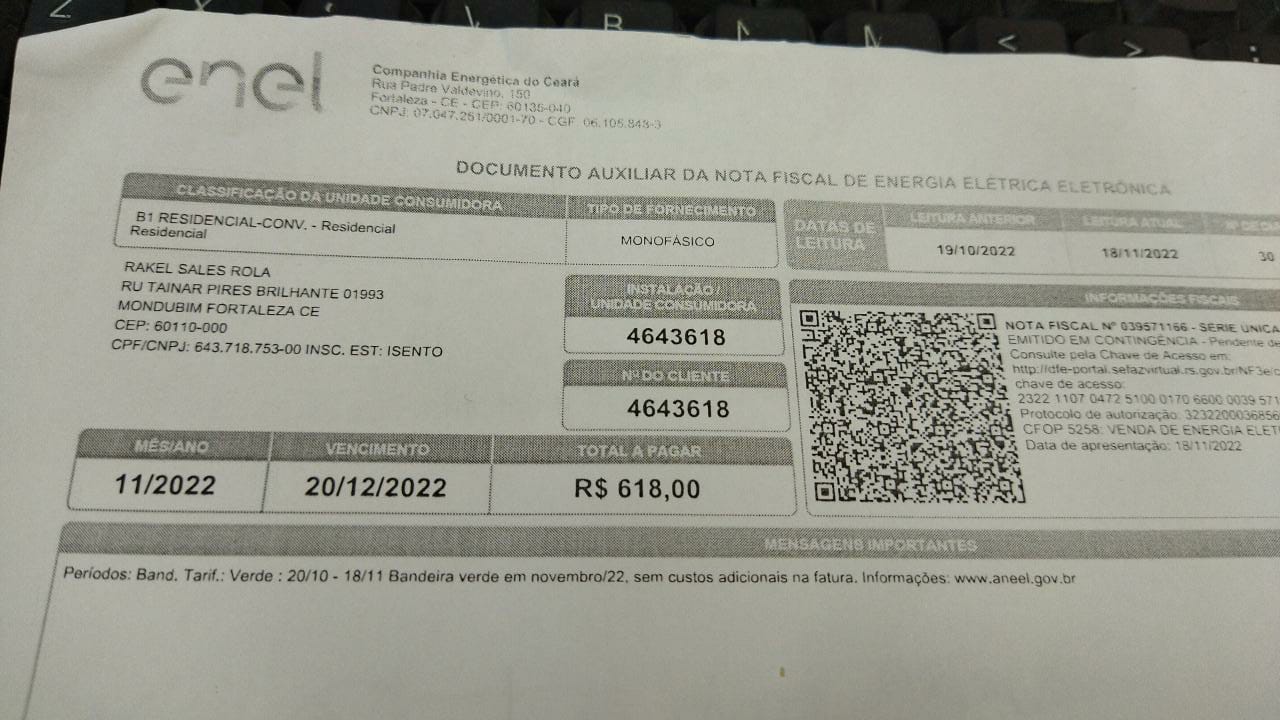 enel
Companhia Energética do Ceará
Rua Padre Valdevino, 150
Fortaleza - CE - CEP: 60135-040
CNPJ: 07.047.251/0001-70 - CGF 06.105.848-3
DOCUMENTO AUXILIAR DA NOTA FISCAL DE ENERGIA ELÉTRICA ELETRÔNICA
CLASSIFICAÇÃO DA UNIDADE CONSUMIDORA
B1 RESIDENCIAL-CONV. - Residencial
Residencial
TIPO DE FORNECIMENTO
MONOFÁSICO
DATAS DE
LEITURA
LEITURA ANTERIOR
19/10/2022
LEITURA ATUAL
18/11/2022
Nº DE
30
RAKEL SALES ROLA
RU TAINAR PIRES BRILHANTE 01993
MONDUBIM FORTALEZA CE
CEP: 60110-000
CPF/CNPJ: 643.718.753-00 INSC. EST: ISENTO
INSTALAÇÃO /
UNIDADE CONSUMIDORA
4643618
Nº DO CLIENTE
4643618
INFORMAÇÕES FISCAIS
NOTA FISCAL Nº 039571166 - SÉRIE ÚNICA
EMITIDO EM CONTINGÊNCIA - Pendente de
Consulte pela Chave de Acesso em:
http://dfe-portal.sefazvirtual.rs.gov.br/NF3e/c
chave de acesso:
2322 1107 0472 5100 0170 6600 0039 571
Protocolo de autorização: 3232200036856
CFOP 5258: VENDA DE ENERGIA ELET
Data de apresentação: 18/11/2022
MÊS/ANO
11/2022
VENCIMENTO
20/12/2022
TOTAL A PAGAR
R$ 618,00
MENSAGENS IMPORTANTES
Períodos: Band. Tarif.: Verde : 20/10 - 18/11 Bandeira verde em novembro/22, sem custos adicionais na fatura. Informações: www.aneel.gov.br